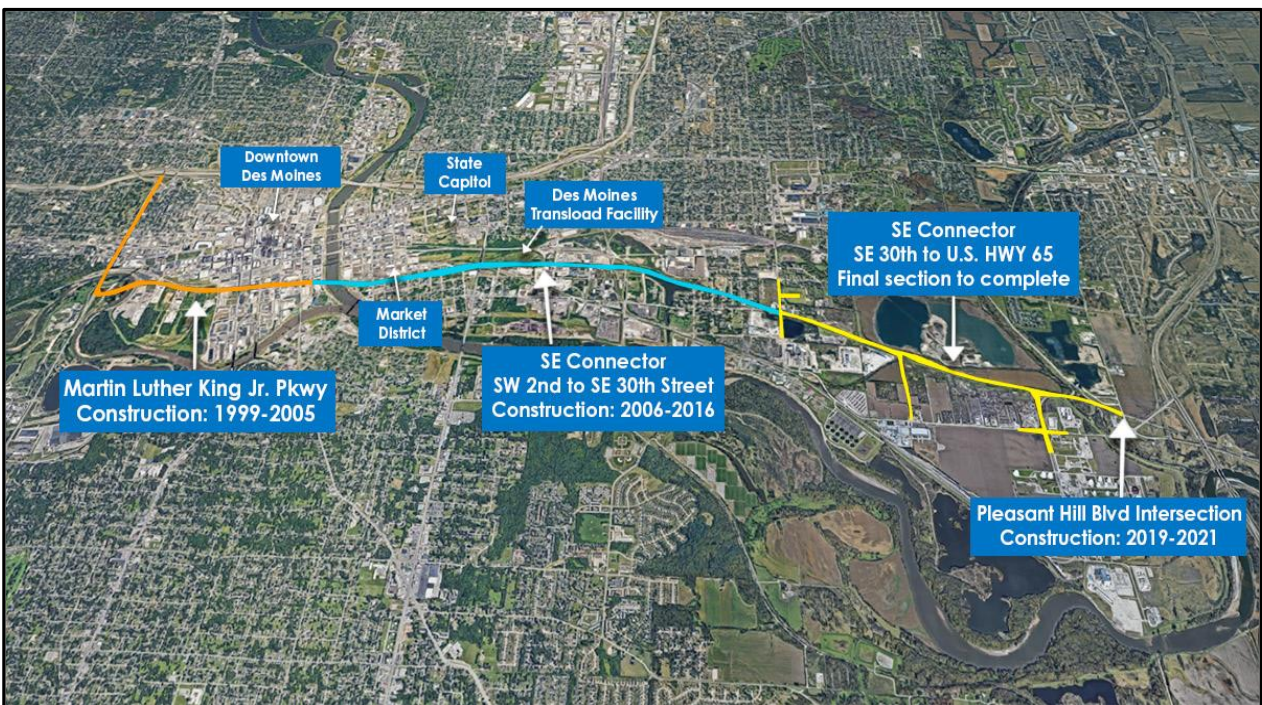 Downtown
Des Moines
State
Capitol
Des Moines
Transload Facility
SE Connector
SE 30th to U.S. HWY 65
Final section to complete
Market
District
Martin Luther King Jr. Pkwy
Construction: 1999-2005
SE Connector
SW 2nd to SE 30th Street
Construction: 2006-2016
Pleasant Hill Blvd Intersection
Construction: 2019-2021